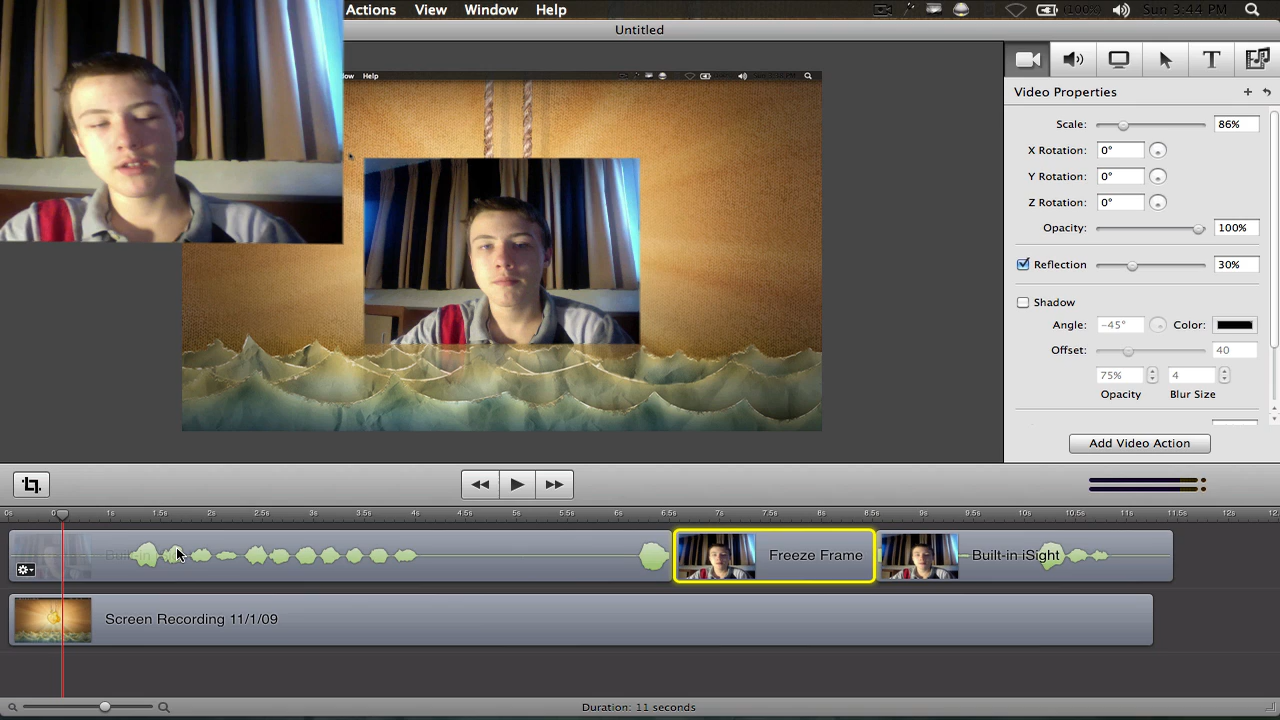 Actions View Window Help (100%) Sun 3:44 PM
Untitled
Help
Video Properties
Scale: 86%
X Rotation: 0°
Y Rotation: 0°
Z Rotation: 0°
Opacity: 100%
Reflection 30%
Shadow
Angle: -45° Color:
Offset: 40
75% 4
Opacity Blur Size
Add Video Action
0s 1s 1.5s 2s 2.5s 3s 3.5s 4s 4.5s 5s 5.5s 6s 6.5s 7s 7.5s 8s 8.5s 9s 9.5s 10s 10.5s 11s 11.5s 12s
Built-in
Freeze Frame
Built-in iSight
Screen Recording 11/1/09
Duration: 11 seconds